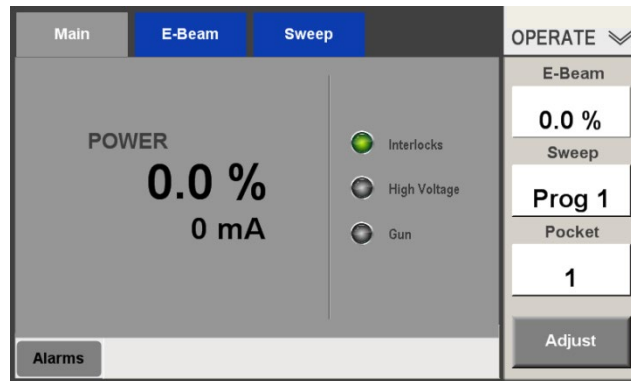 Main
E-Beam
Sweep
OPERATE
E-Beam
0.0 %
Sweep
Prog 1
Pocket
1
Adjust
POWER
0.0 %
0 mA
Interlocks
High Voltage
Gun
Alarms